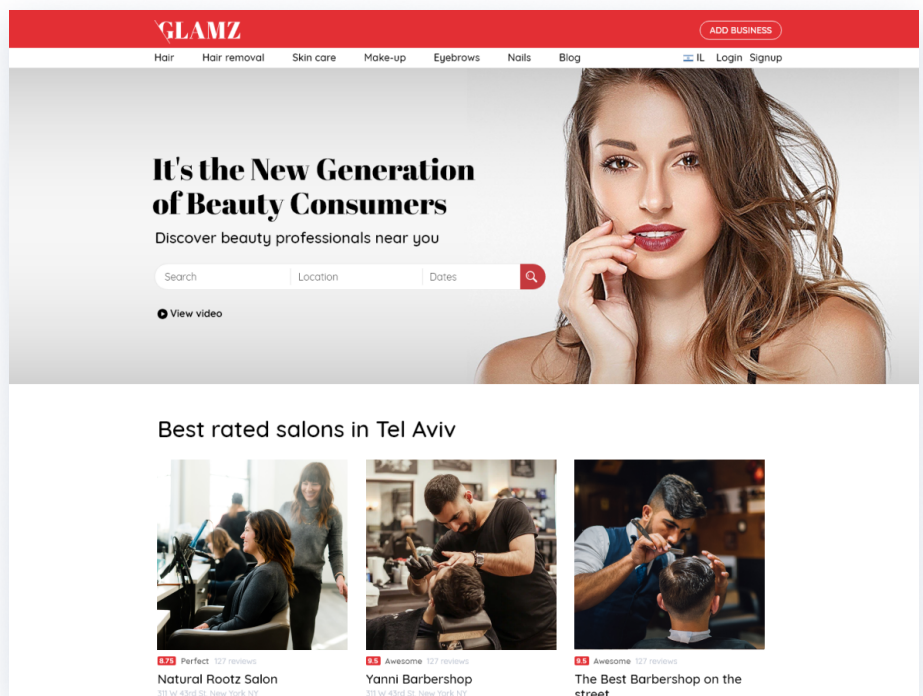 GLAMZ
ADD BUSINESS
Hair Hair removal Skin care Make-up Eyebrows Nails Blog IL Login Signup
It's the New Generation
of Beauty Consumers
Discover beauty professionals near you
Search Location Dates
View video
Best rated salons in Tel Aviv
8.75 Perfect 127 reviews
Natural Rootz Salon
311 W 43rd St, New York NY
9.5 Awesome 127 reviews
Yanni Barbershop
311 W 43rd St, New York NY
9.5 Awesome 127 reviews
The Best Barbershop on the
street